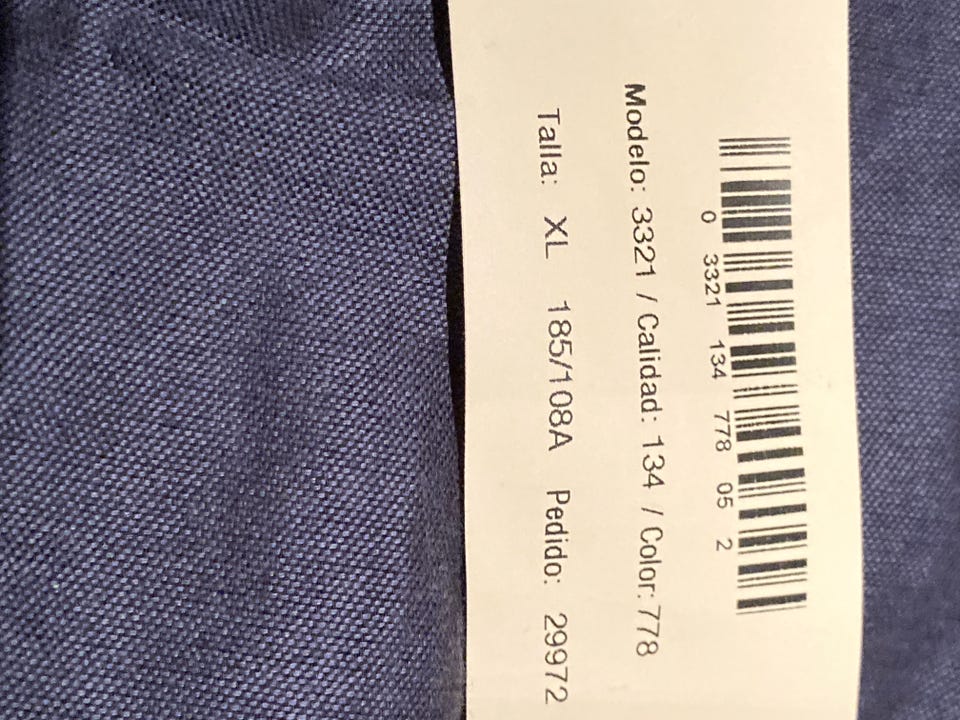 0 3321 134 778 05 2
Modelo: 3321 / Calidad: 134 / Color: 778
Talla: XL 185/108A Pedido: 29972